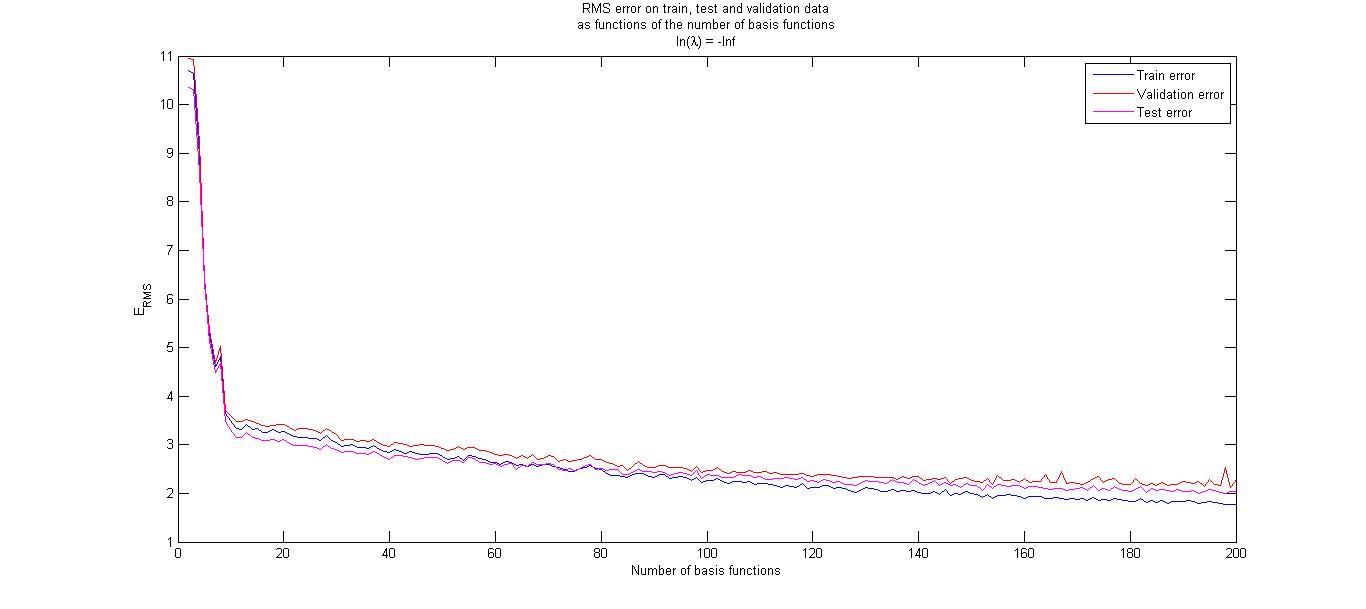 RMS error on train, test and validation data
as functions of the number of basis functions
ln(λ) = -Inf
Train error
Validation error
Test error
11
10
9
8
7
6
5
4
3
2
1
E_RMS
0 20 40 60 80 100 120 140 160 180 200
Number of basis functions